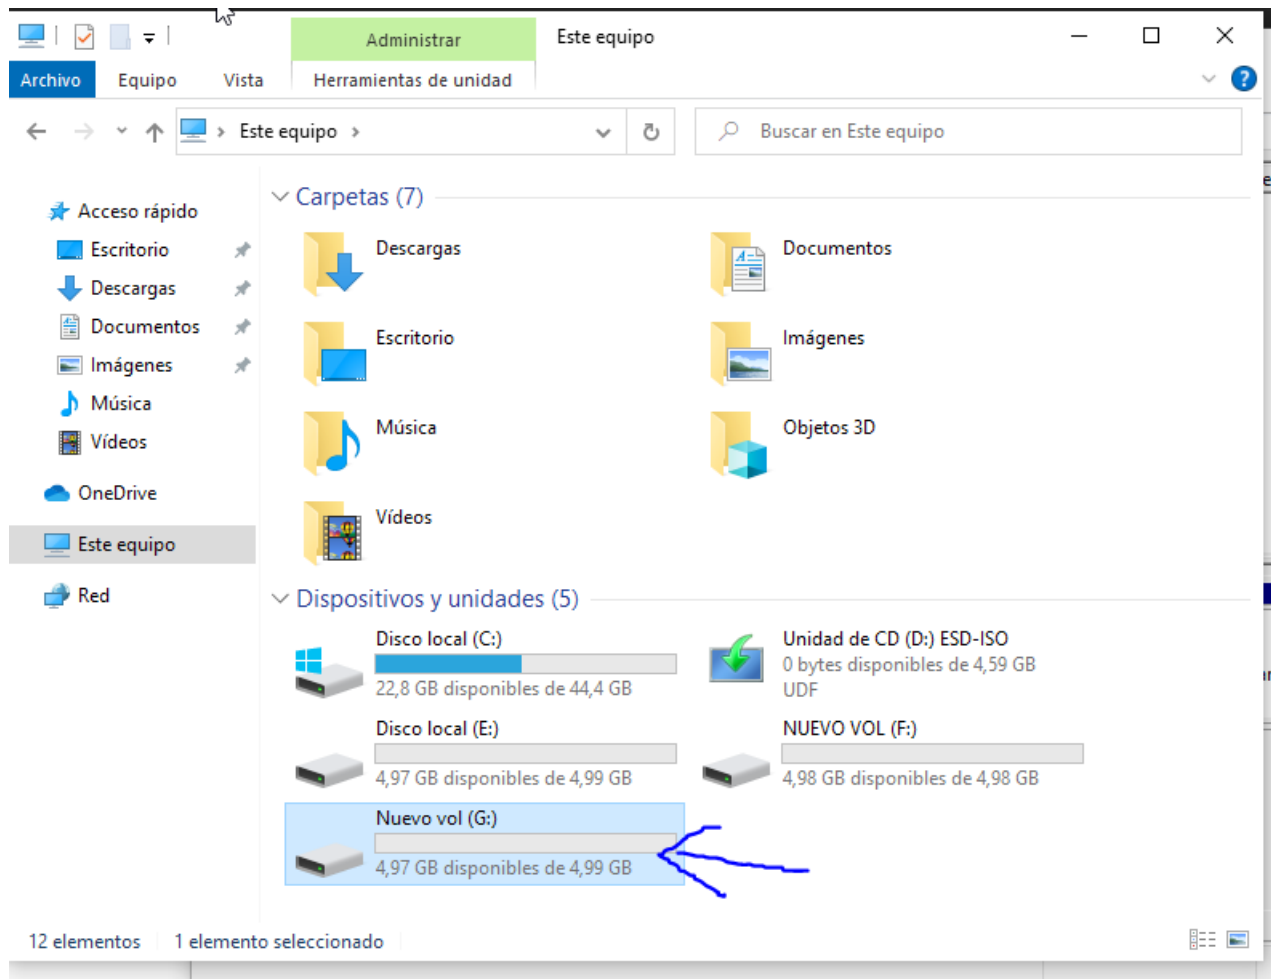 Administrar
Este equipo
Archivo
Equipo
Vista
Herramientas de unidad
?
Este equipo
Buscar en Este equipo
Acceso rápido
Escritorio
Descargas
Documentos
Imágenes
Música
Vídeos
OneDrive
Este equipo
Red
Carpetas (7)
Descargas
Documentos
Escritorio
Imágenes
Música
Objetos 3D
Vídeos
Dispositivos y unidades (5)
Disco local (C:)
22,8 GB disponibles de 44,4 GB
Unidad de CD (D:) ESD-ISO
0 bytes disponibles de 4,59 GB
UDF
Disco local (E:)
4,97 GB disponibles de 4,99 GB
NUEVO VOL (F:)
4,98 GB disponibles de 4,98 GB
Nuevo vol (G:)
4,97 GB disponibles de 4,99 GB
12 elementos
1 elemento seleccionado